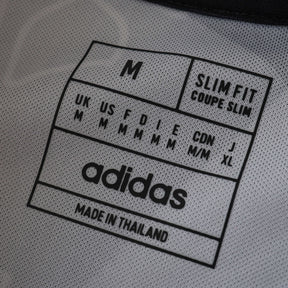 M
SLIM FIT
COUPE SLIM
UK US F D I E CDN J
M M M M M M M/M XL
adidas
MADE IN THAILAND